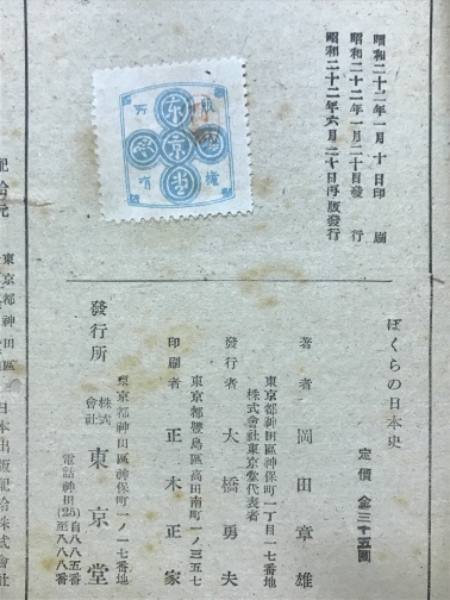 昭和二十二年一月十日印刷
昭和二十二年一月二十日發行
昭和二十二年六月二十日再版發行
东京堂
京
版
權
所
有
ぼくらの日本史
定價 金三十五圓
著者 岡田章雄
東京都神田區神保町一丁目一七番地
株式會社東京堂代表者
發行者 大橋勇夫
東京都豐島區高田南町一ノ三五七
印刷者 正木正家
東京都神田區神保町一ノ一七番地
發行所 株式會社 東京堂
電話神田(25)自八八五番至八八八番
配給元
東京都神田區
日本出版配給株式會社